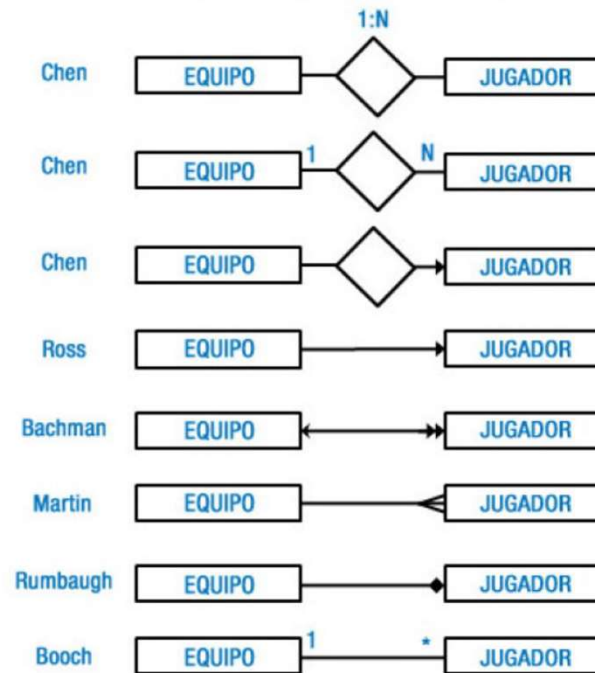 1:N
Chen EQUIPO JUGADOR
Chen EQUIPO 1 N JUGADOR
Chen EQUIPO JUGADOR
Ross EQUIPO JUGADOR
Bachman EQUIPO JUGADOR
Martin EQUIPO JUGADOR
Rumbaugh EQUIPO JUGADOR
Booch EQUIPO 1 * JUGADOR